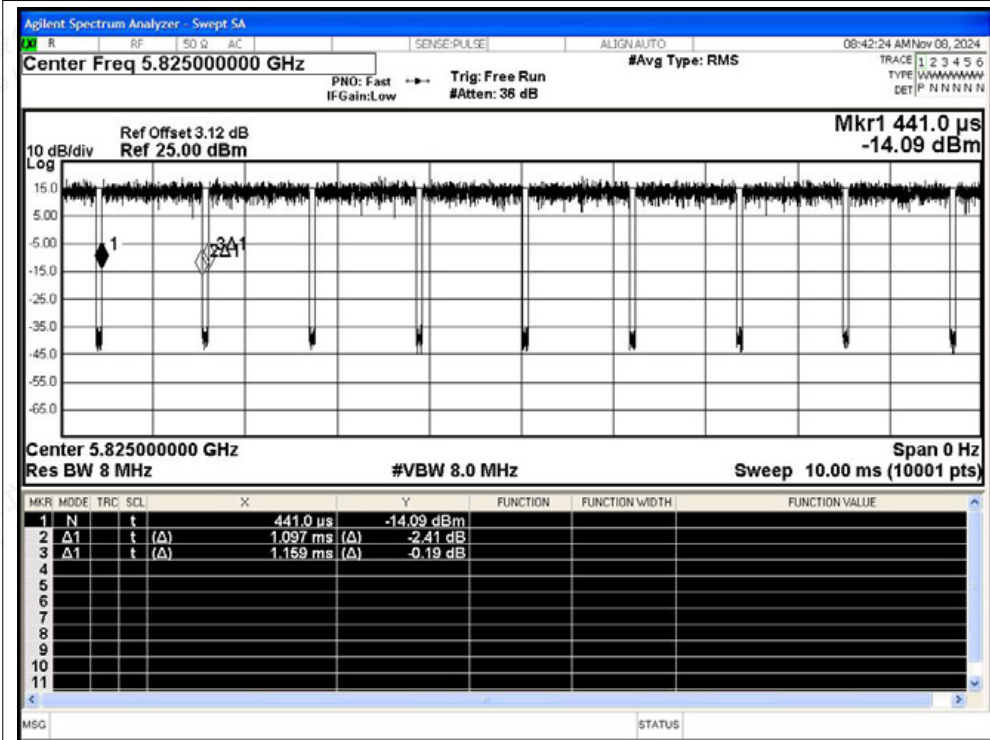 Agilent Spectrum Analyzer - Swept SA
LXI R RF 50 Ω AC SENSE:PULSE ALIGN AUTO 08:42:24 AM Nov 08, 2024
Center Freq 5.825000000 GHz #Avg Type: RMS TRACE 1 2 3 4 5 6
PNO: Fast Trig: Free Run TYPE WWWWWW
IFGain:Low #Atten: 36 dB DET P N N N N N
Mkr1 441.0 µs
Ref Offset 3.12 dB
10 dB/div Ref 25.00 dBm -14.09 dBm
Log
15.0
5.00
-5.00 1 3Δ1
2Δ1
-15.0
-25.0
-35.0
-45.0
-55.0
-65.0
Center 5.825000000 GHz Span 0 Hz
Res BW 8 MHz #VBW 8.0 MHz Sweep 10.00 ms (10001 pts)
MKR MODE TRC SCL X Y FUNCTION FUNCTION WIDTH FUNCTION VALUE
1 N t 441.0 µs -14.09 dBm
2 Δ1 t (Δ) 1.097 ms (Δ) -2.41 dB
3 Δ1 t (Δ) 1.159 ms (Δ) -0.19 dB
4
5
6
7
8
9
10
11
MSG STATUS